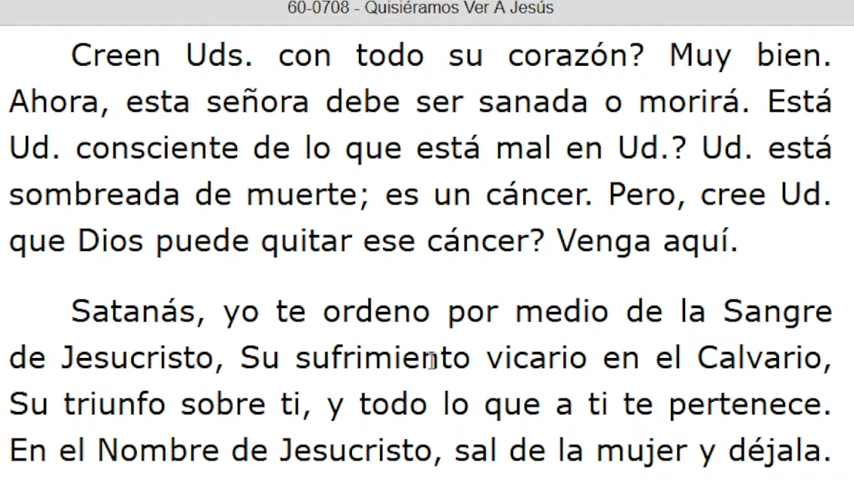 60-0708 - Quisiéramos Ver A Jesús
Creen Uds. con todo su corazón? Muy bien.
Ahora, esta señora debe ser sanada o morirá. Está
Ud. consciente de lo que está mal en Ud.? Ud. está
sombreada de muerte; es un cáncer. Pero, cree Ud.
que Dios puede quitar ese cáncer? Venga aquí.
Satanás, yo te ordeno por medio de la Sangre
de Jesucristo, Su sufrimiento vicario en el Calvario,
Su triunfo sobre ti, y todo lo que a ti te pertenece.
En el Nombre de Jesucristo, sal de la mujer y déjala.